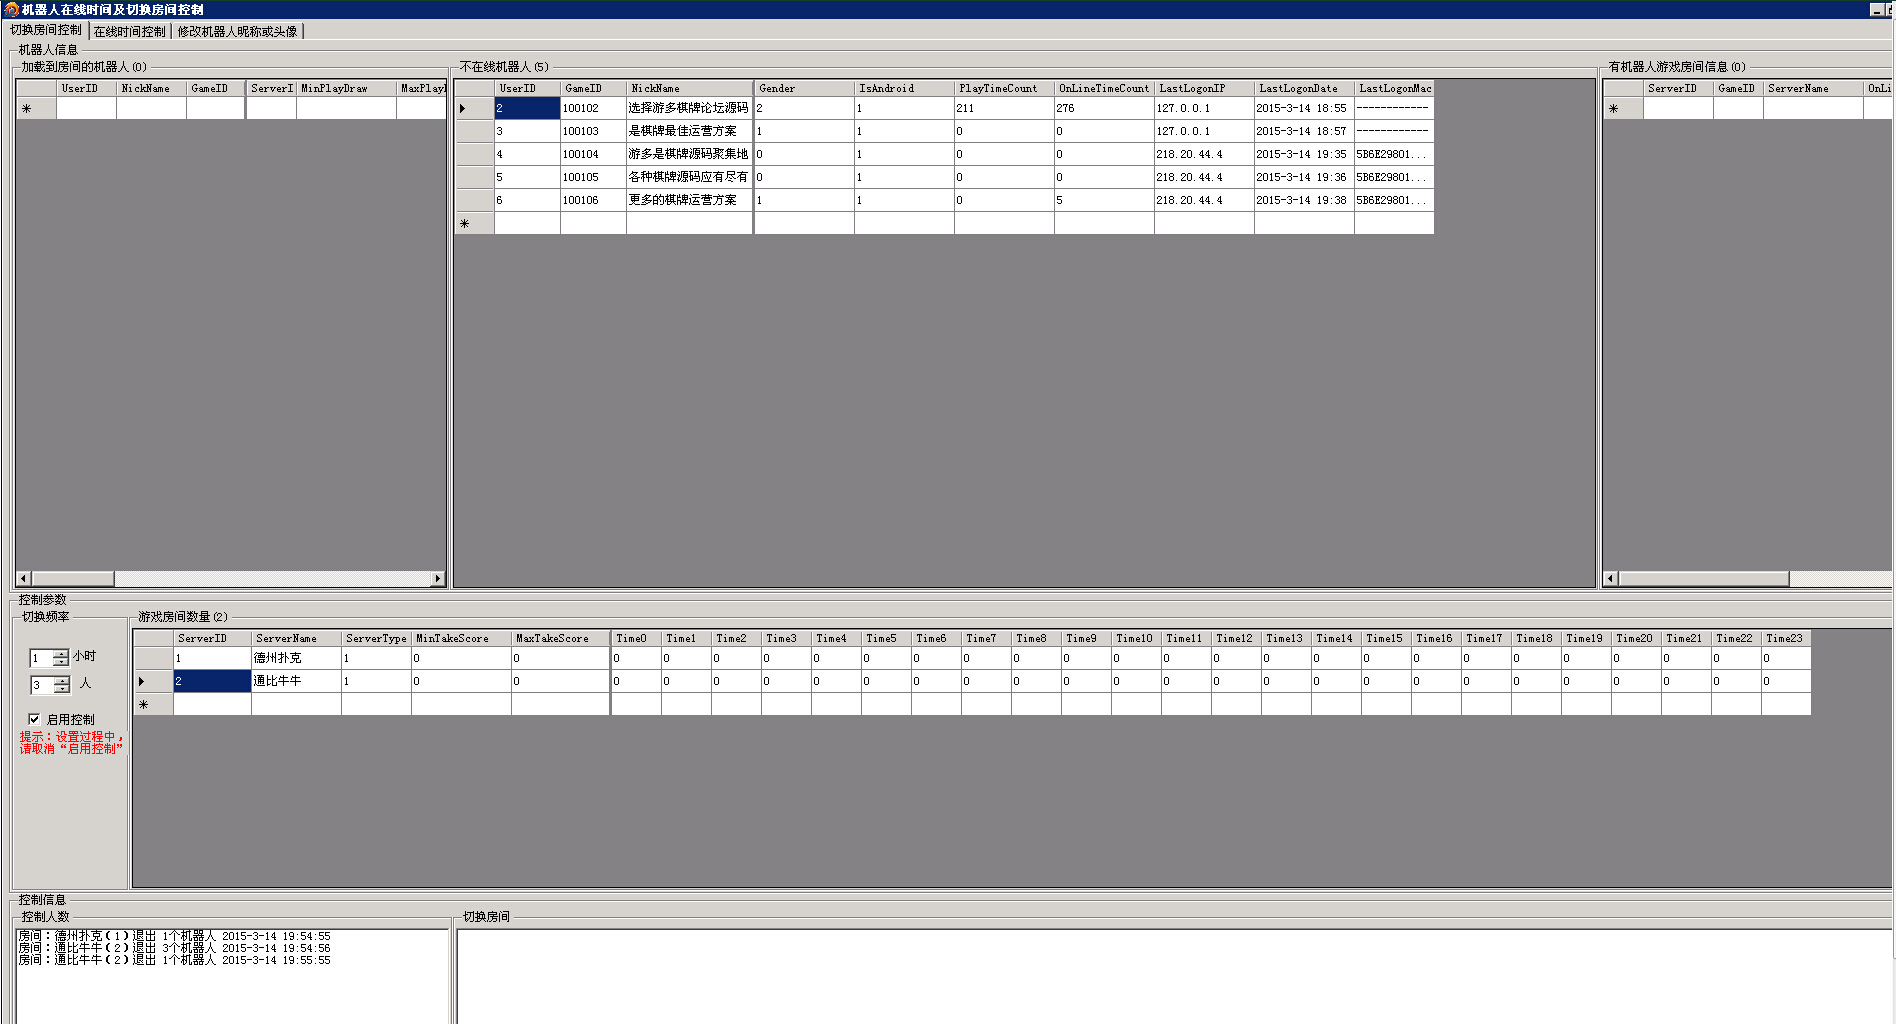 机器人在线时间及切换房间控制
切换房间控制 在线时间控制 修改机器人昵称或头像
机器人信息
加载到房间的机器人(0)
UserID NickName GameID ServerI MinPlayDraw MaxPlayD
不在线机器人(5)
UserID GameID NickName Gender IsAndroid PlayTimeCount OnLineTimeCount LastLogonIP LastLogonDate LastLogonMac
2 100102 选择游多棋牌论坛源码 2 1 211 276 127.0.0.1 2015-3-14 18:55 ------------
3 100103 是棋牌最佳运营方案 1 1 0 0 127.0.0.1 2015-3-14 18:57 ------------
4 100104 游多是棋牌源码聚集地 0 1 0 0 218.20.44.4 2015-3-14 19:35 5B6E29801...
5 100105 各种棋牌源码应有尽有 0 1 0 0 218.20.44.4 2015-3-14 19:36 5B6E29801...
6 100106 更多的棋牌运营方案 1 1 0 5 218.20.44.4 2015-3-14 19:38 5B6E29801...
有机器人游戏房间信息(0)
ServerID GameID ServerName OnLi
控制参数
切换频率
1 小时
3 人
启用控制
提示：设置过程中，
请取消“启用控制”
游戏房间数量(2)
ServerID ServerName ServerType MinTakeScore MaxTakeScore Time0 Time1 Time2 Time3 Time4 Time5 Time6 Time7 Time8 Time9 Time10 Time11 Time12 Time13 Time14 Time15 Time16 Time17 Time18 Time19 Time20 Time21 Time22 Time23
1 德州扑克 1 0 0 0 0 0 0 0 0 0 0 0 0 0 0 0 0 0 0 0 0 0 0 0 0 0 0
2 通比牛牛 1 0 0 0 0 0 0 0 0 0 0 0 0 0 0 0 0 0 0 0 0 0 0 0 0 0 0
控制信息
控制人数
房间：德州扑克(1)退出 1个机器人 2015-3-14 19:54:55
房间：通比牛牛(2)退出 3个机器人 2015-3-14 19:54:56
房间：通比牛牛(2)退出 1个机器人 2015-3-14 19:55:55
切换房间